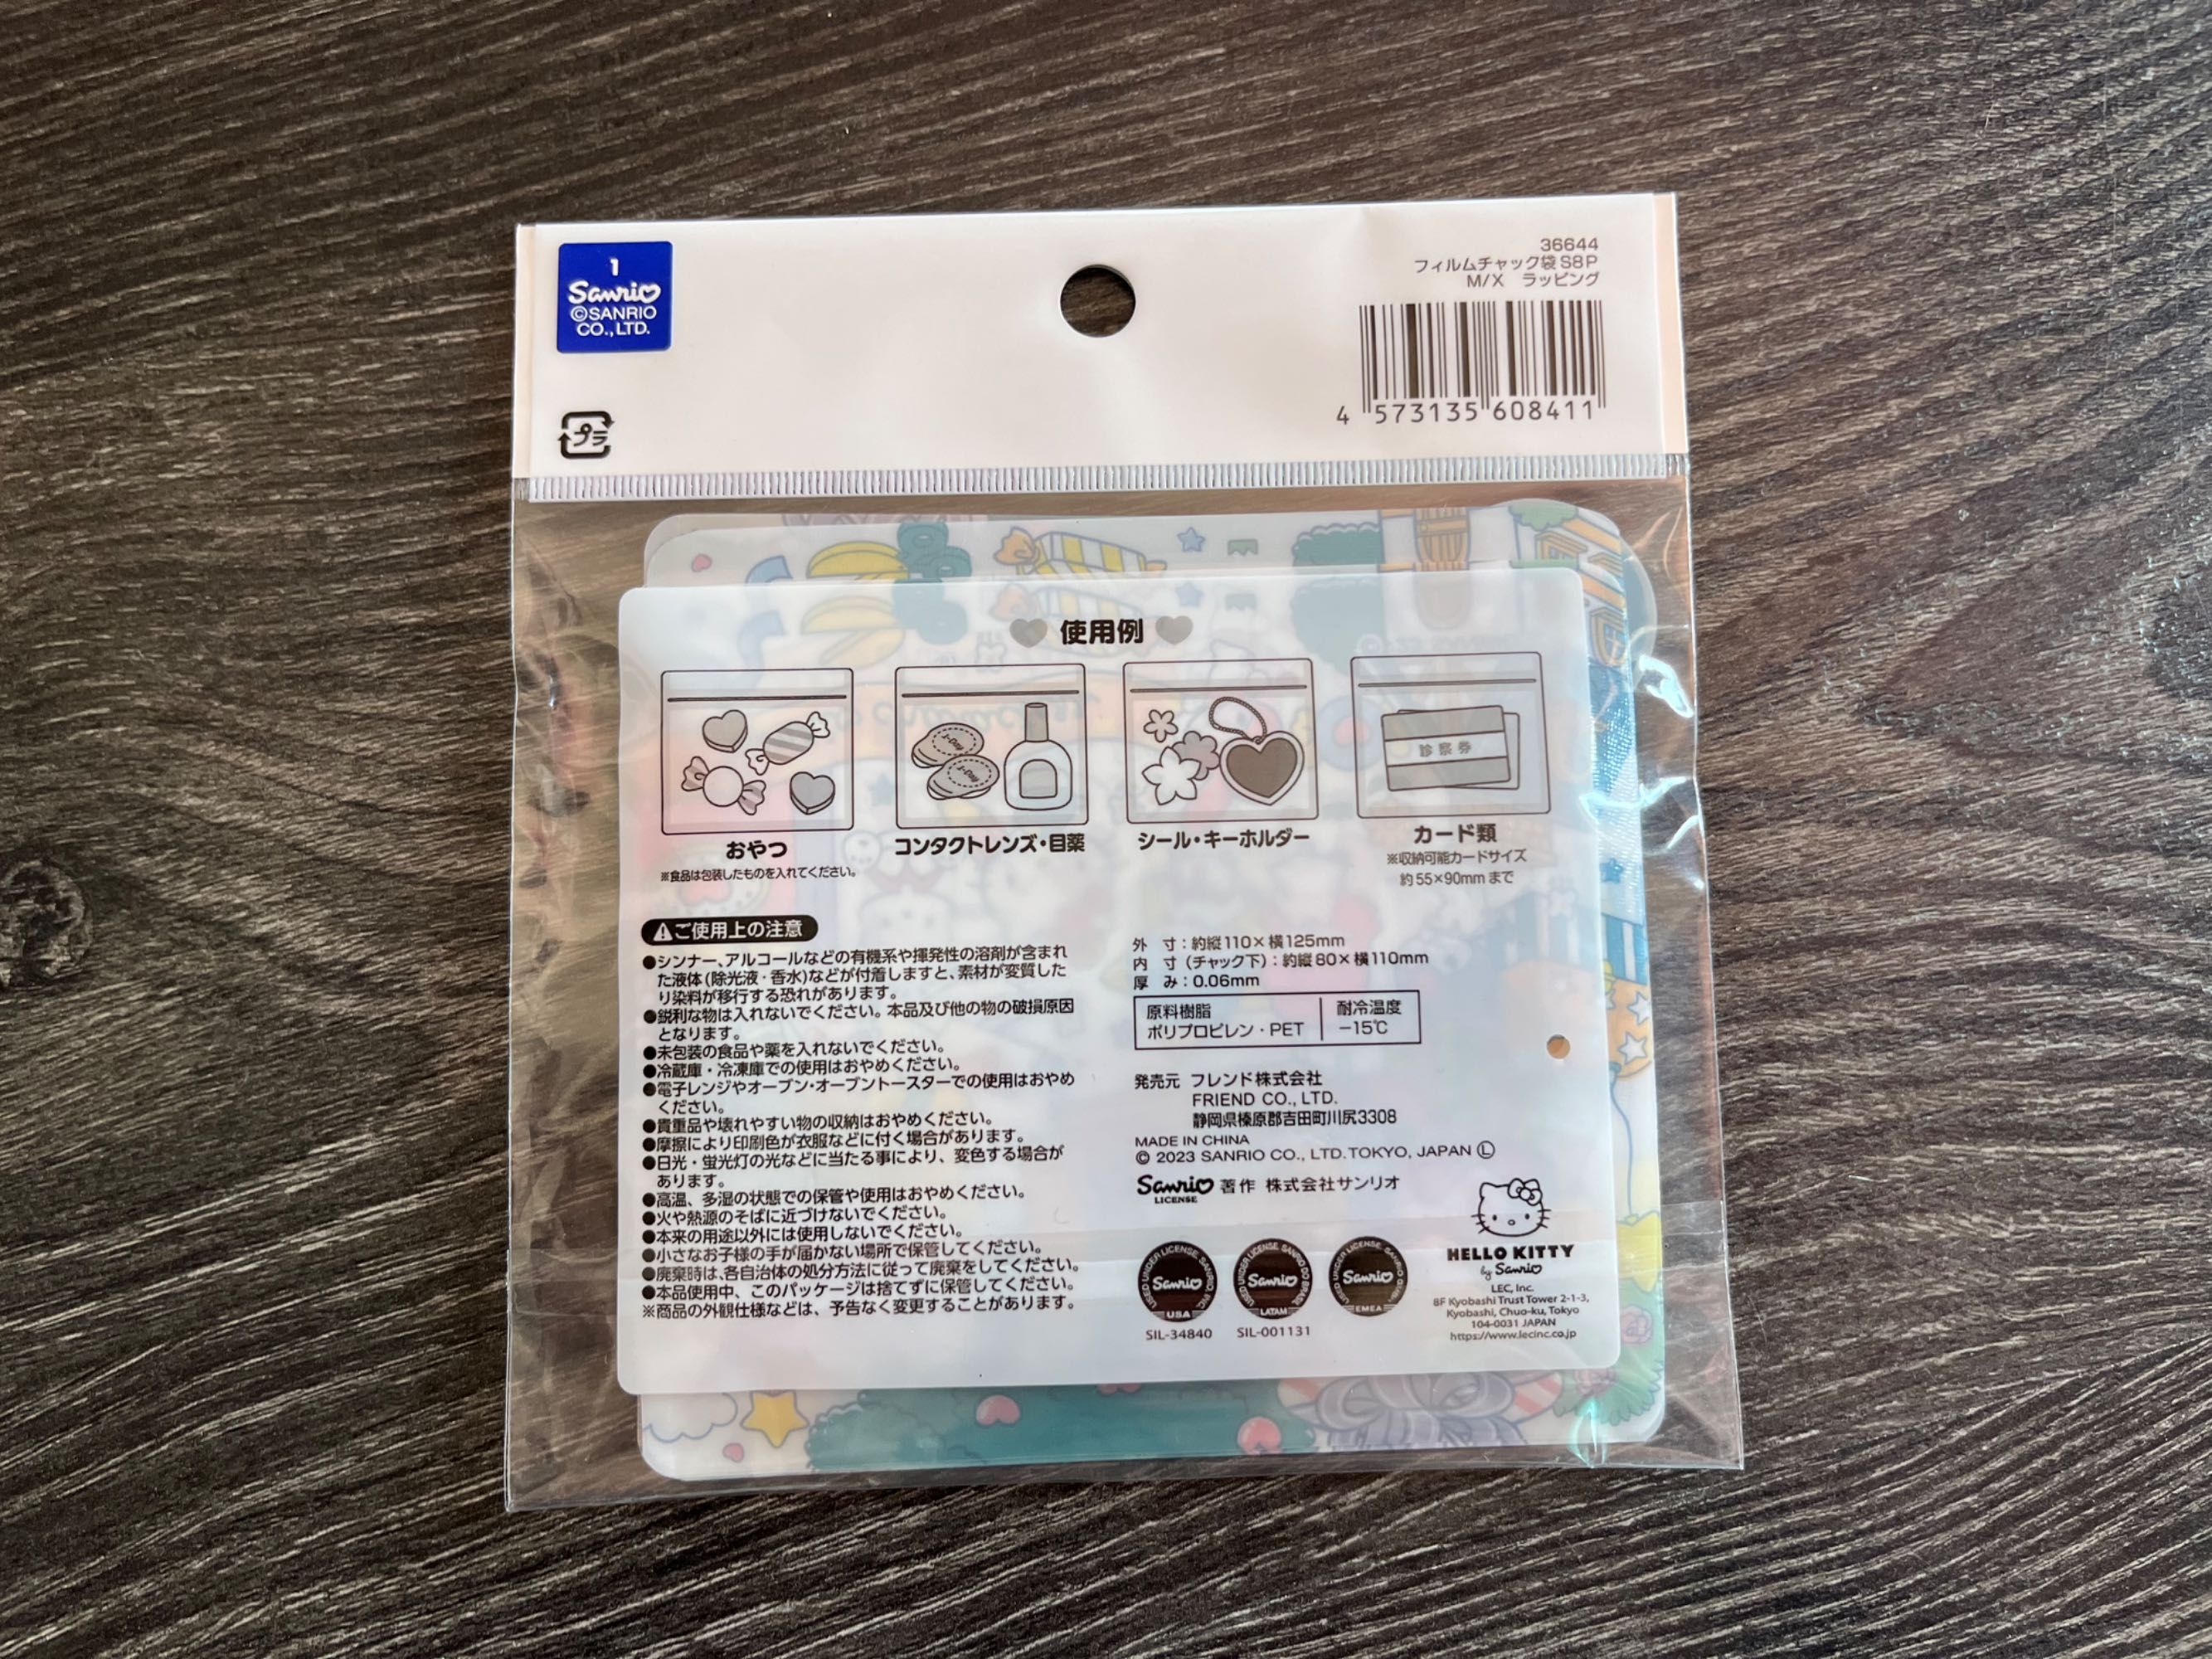 1
Sanrio
©SANRIO
CO.,LTD.
プラ
36644
フィルムチャック袋 S8P
M/X ラッピング
4 573135 608411
使用例
1-Day
1-Day
診察券
おやつ
※食品は包装したものを入れてください。
コンタクトレンズ・目薬
シール・キーホルダー
カード類
※収納可能カードサイズ
約55×90mmまで
ご使用上の注意
●シンナー、アルコールなどの有機系や揮発性の溶剤が含まれ
た液体(除光液・香水)などが付着しますと、素材が変質した
り染料が移行する恐れがあります。
●鋭利な物は入れないでください。本品及び他の物の破損原因
となります。
●未包装の食品や薬を入れないでください。
●冷蔵庫・冷凍庫での使用はおやめください。
●電子レンジやオーブン・オーブントースターでの使用はおやめ
ください。
●貴重品や壊れやすい物の収納はおやめください。
●摩擦により印刷色が衣服などに付く場合があります。
●日光・蛍光灯の光などに当たる事により、変色する場合が
あります。
●高温、多湿の状態での保管や使用はおやめください。
●火や熱源のそばに近づけないでください。
●本来の用途以外には使用しないでください。
●小さなお子様の手が届かない場所で保管してください。
●廃棄時は、各自治体の処分方法に従って廃棄をしてください。
●本品使用中、このパッケージは捨てずに保管してください。
※商品の外観仕様などは、予告なく変更することがあります。
外 寸：約縦110×横125mm
内 寸（チャック下）：約縦80×横110mm
厚 み：0.06mm
原料樹脂
ポリプロピレン・PET
耐冷温度
−15℃
発売元 フレンド株式会社
FRIEND CO., LTD.
静岡県榛原郡吉田町川尻3308
MADE IN CHINA
© 2023 SANRIO CO., LTD. TOKYO, JAPAN Ⓛ
Sanrio 著作 株式会社サンリオ
LICENSE
USED UNDER LICENSE, SANRIO, INC.
Sanrio
USA
SIL-34840
USED UNDER LICENSE, SANRIO DO BRASIL
Sanrio
LATAM
SIL-001131
USED UNDER LICENSE, SANRIO GMBH
Sanrio
EMEA
HELLO KITTY
by Sanrio
LEC, Inc.
8F Kyobashi Trust Tower 2-1-3,
Kyobashi, Chuo-ku, Tokyo
104-0031 JAPAN
https://www.lecinc.co.jp